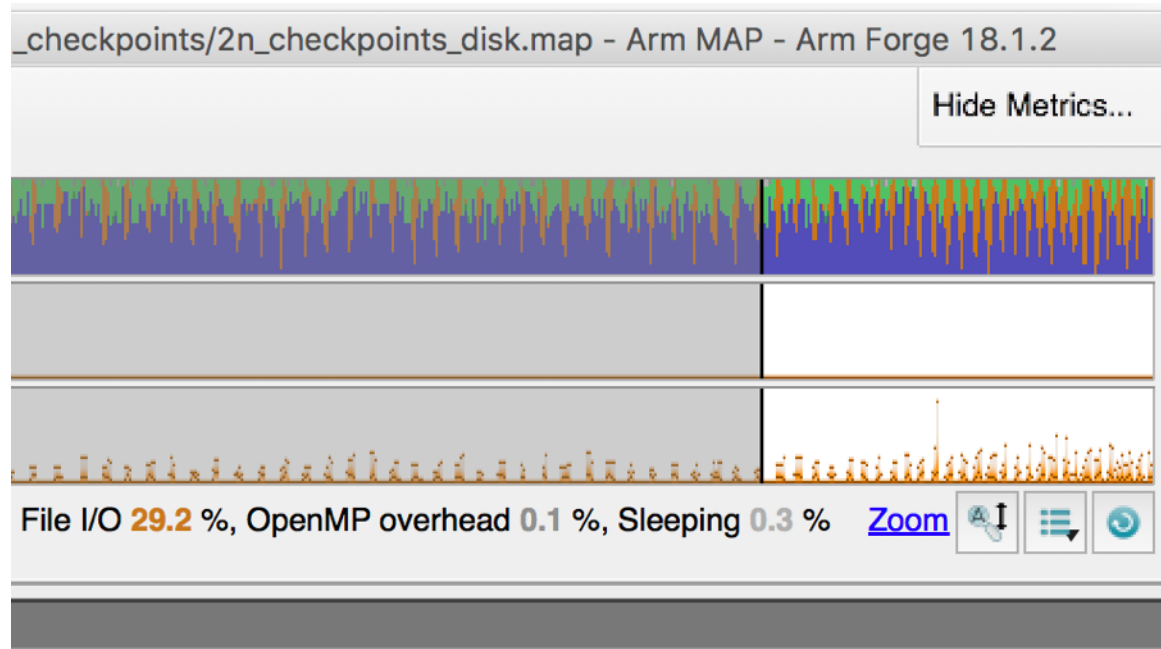 _checkpoints/2n_checkpoints_disk.map - Arm MAP - Arm Forge 18.1.2
Hide Metrics...
File I/O 29.2 %, OpenMP overhead 0.1 %, Sleeping 0.3 % Zoom